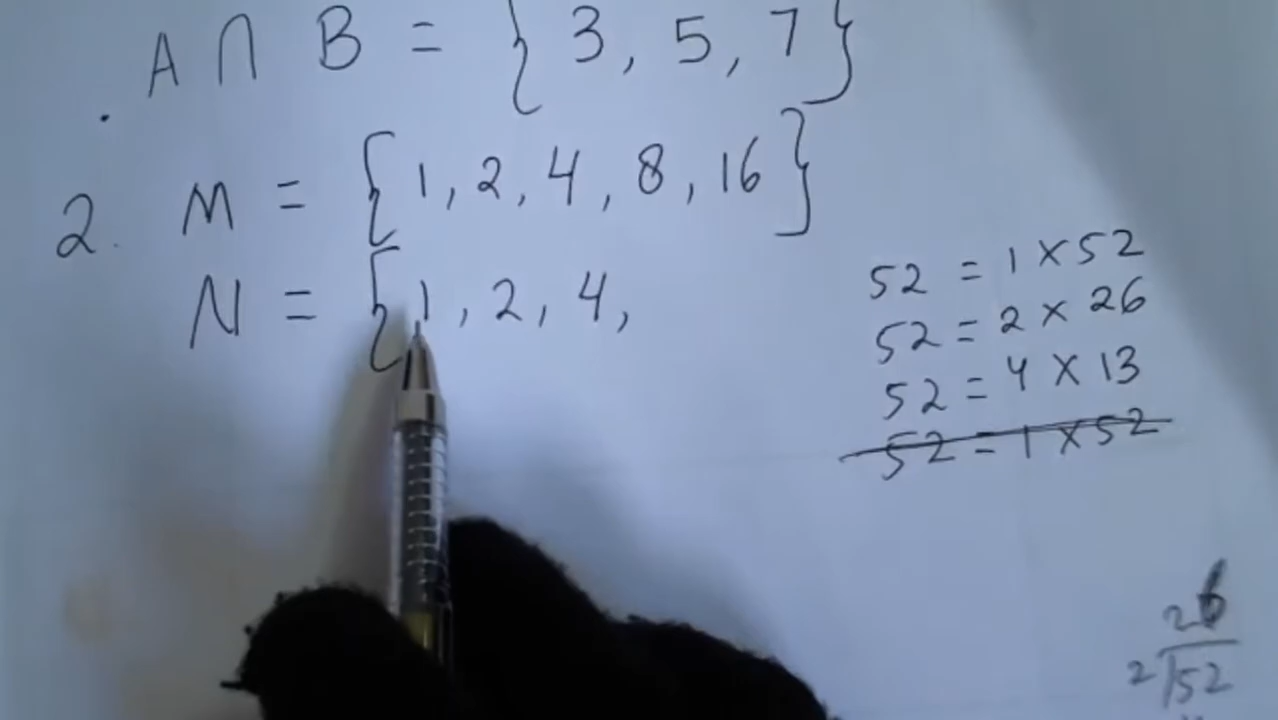 A ∩ B = { 3, 5, 7 }
2. M = { 1, 2, 4, 8, 16 }
N = { 1, 2, 4,
52 = 1 × 52
52 = 2 × 26
52 = 4 × 13
52 = 1 × 52
26
2 52